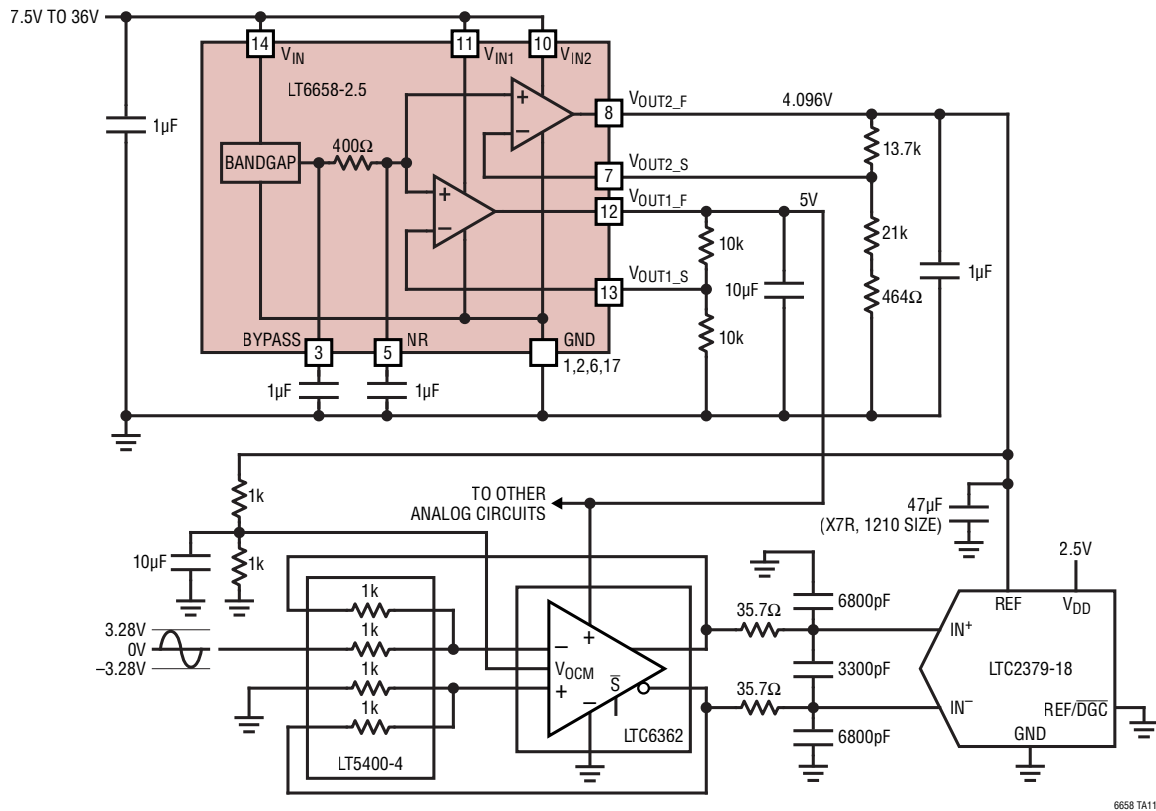 7.5V TO 36V
14
VIN
11
VIN1
10
VIN2
LT6658-2.5
1µF
BANDGAP
400Ω
+
−
+
−
8
VOUT2_F
4.096V
13.7k
7
VOUT2_S
12
VOUT1_F
5V
21k
10k
464Ω
1µF
13
VOUT1_S
10µF
10k
BYPASS
3
5
NR
GND
1,2,6,17
1µF
1µF
1k
TO OTHER
ANALOG CIRCUITS
47µF
(X7R, 1210 SIZE)
10µF
1k
2.5V
1k
6800pF
REF
VDD
3.28V
0V
−3.28V
1k
1k
1k
−
+
VOCM
+
−
S
35.7Ω
IN+
3300pF
LTC2379-18
35.7Ω
IN−
REF/DGC
LTC6362
6800pF
GND
LT5400-4
6658 TA11